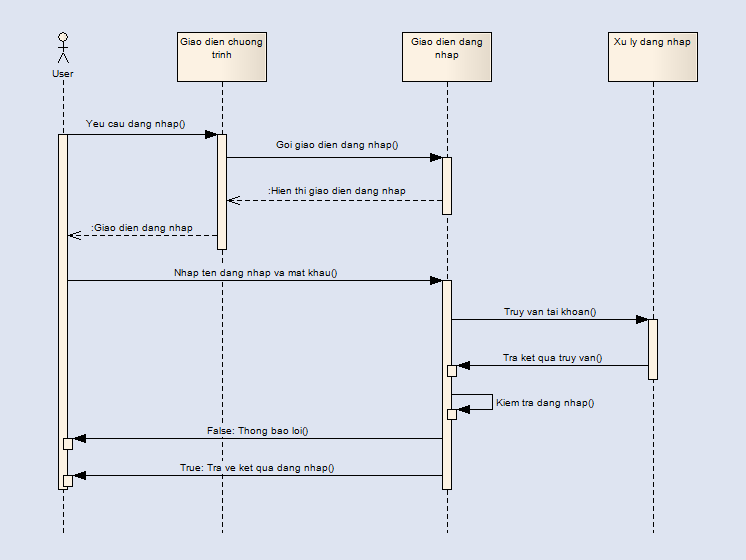 Giao dien chuong
trinh
Giao dien dang
nhap
Xu ly dang nhap
User
Yeu cau dang nhap()
Goi giao dien dang nhap()
:Hien thi giao dien dang nhap
:Giao dien dang nhap
Nhap ten dang nhap va mat khau()
Truy van tai khoan()
Tra ket qua truy van()
Kiem tra dang nhap()
False: Thong bao loi()
True: Tra ve ket qua dang nhap()